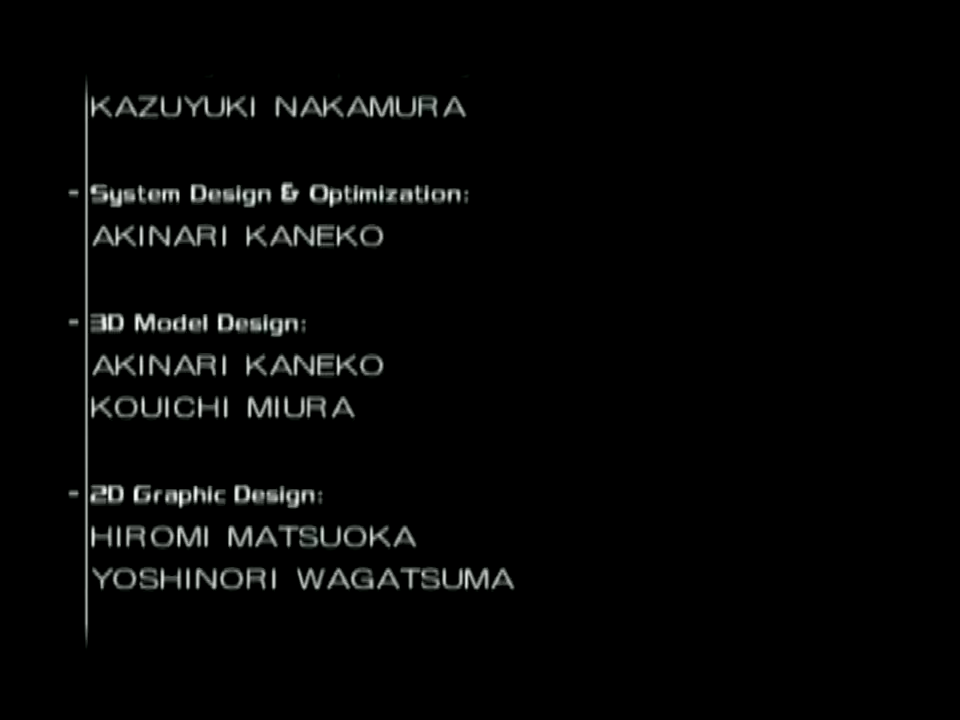 KAZUYUKI NAKAMURA
- System Design & Optimization:
AKINARI KANEKO
- 3D Model Design:
AKINARI KANEKO
KOUICHI MIURA
- 2D Graphic Design:
HIROMI MATSUOKA
YOSHINORI WAGATSUMA